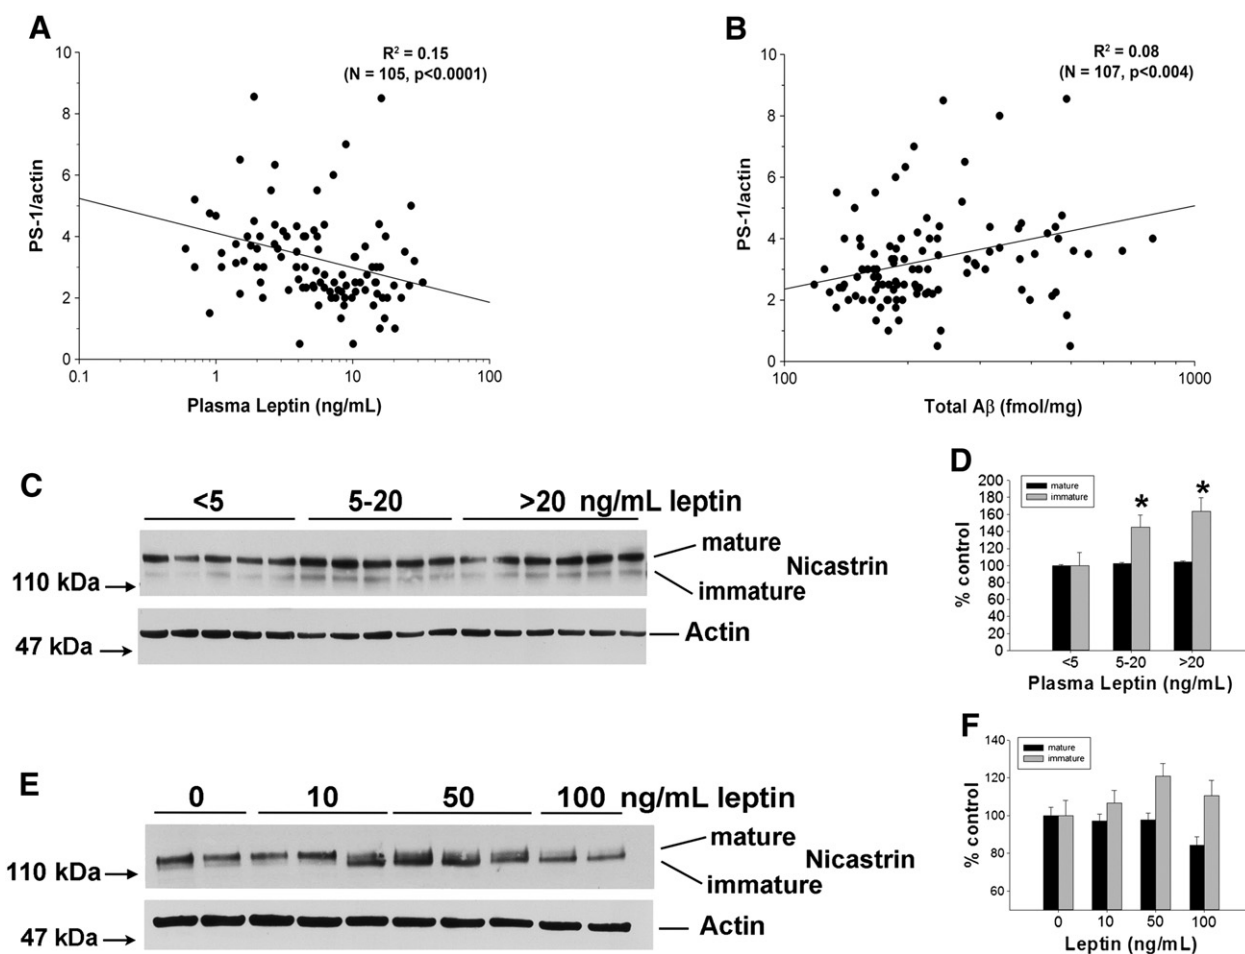 A
R² = 0.15
(N = 105, p<0.0001)
PS-1/actin
10
8
6
4
2
0
0.1 1 10 100
Plasma Leptin (ng/mL)
B
R² = 0.08
(N = 107, p<0.004)
PS-1/actin
10
8
6
4
2
0
100 1000
Total Aβ (fmol/mg)
C
<5 5-20 >20 ng/mL leptin
mature
Nicastrin
immature
110 kDa
Actin
47 kDa
D
mature
immature
% control
200
180
160
140
120
100
80
60
40
20
0
* *
<5 5-20 >20
Plasma Leptin (ng/mL)
E
0 10 50 100 ng/mL leptin
mature
Nicastrin
immature
110 kDa
Actin
47 kDa
F
mature
immature
% control
140
120
100
80
60
0 10 50 100
Leptin (ng/mL)